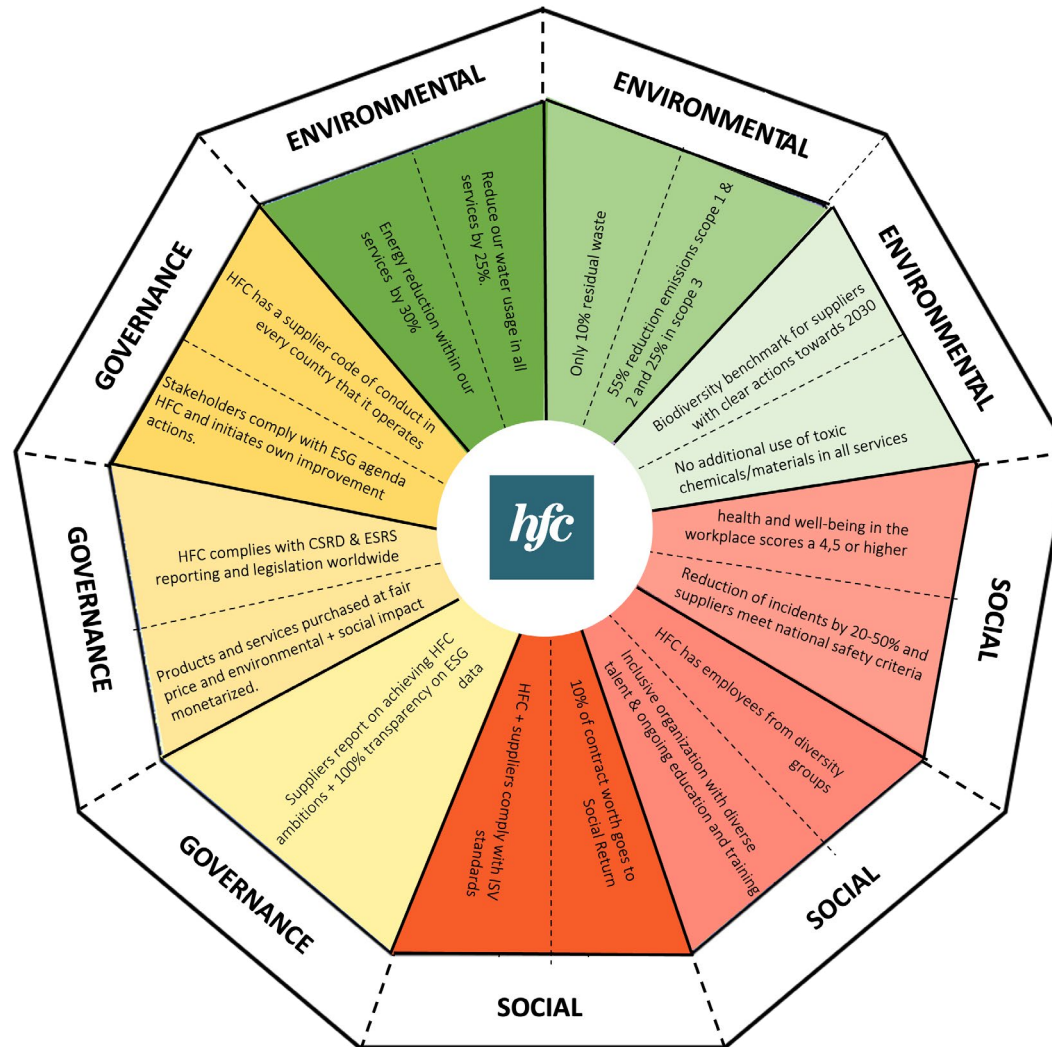 ENVIRONMENTAL
Energy reduction within our
services by 30%
Reduce our water usage in all
services by 25%.
ENVIRONMENTAL
Only 10% residual waste
55% reduction emissions scope 1 &
2 and 25% in scope 3
ENVIRONMENTAL
Biodiversity benchmark for suppliers
with clear actions towards 2030
No additional use of toxic
chemicals/materials in all services
SOCIAL
health and well-being in the
workplace scores a 4,5 or higher
Reduction of incidents by 20-50% and
suppliers meet national safety criteria
SOCIAL
HFC has employees from diversity
groups
Inclusive organization with diverse
talent & ongoing education and training
SOCIAL
10% of contract worth goes to
Social Return
HFC + suppliers comply with ISV
standards
GOVERNANCE
Suppliers report on achieving HFC
ambitions + 100% transparency on ESG
data
GOVERNANCE
HFC complies with CSRD & ESRS
reporting and legislation worldwide
Products and services purchased at fair
price and environmental + social impact
monetarized.
GOVERNANCE
HFC has a supplier code of conduct in
every country that it operates
Stakeholders comply with ESG agenda
HFC and initiates own improvement
actions.
hfc